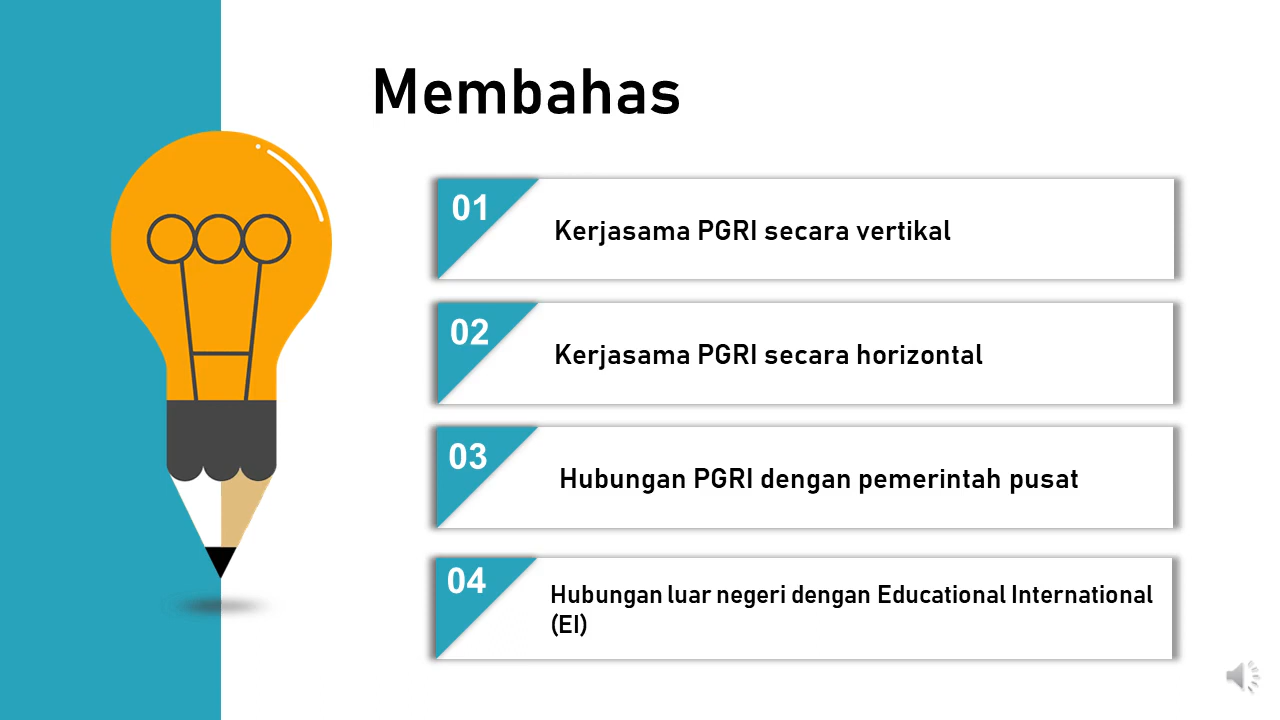 Membahas
01
Kerjasama PGRI secara vertikal
02
Kerjasama PGRI secara horizontal
03
Hubungan PGRI dengan pemerintah pusat
04
Hubungan luar negeri dengan Educational International
(EI)